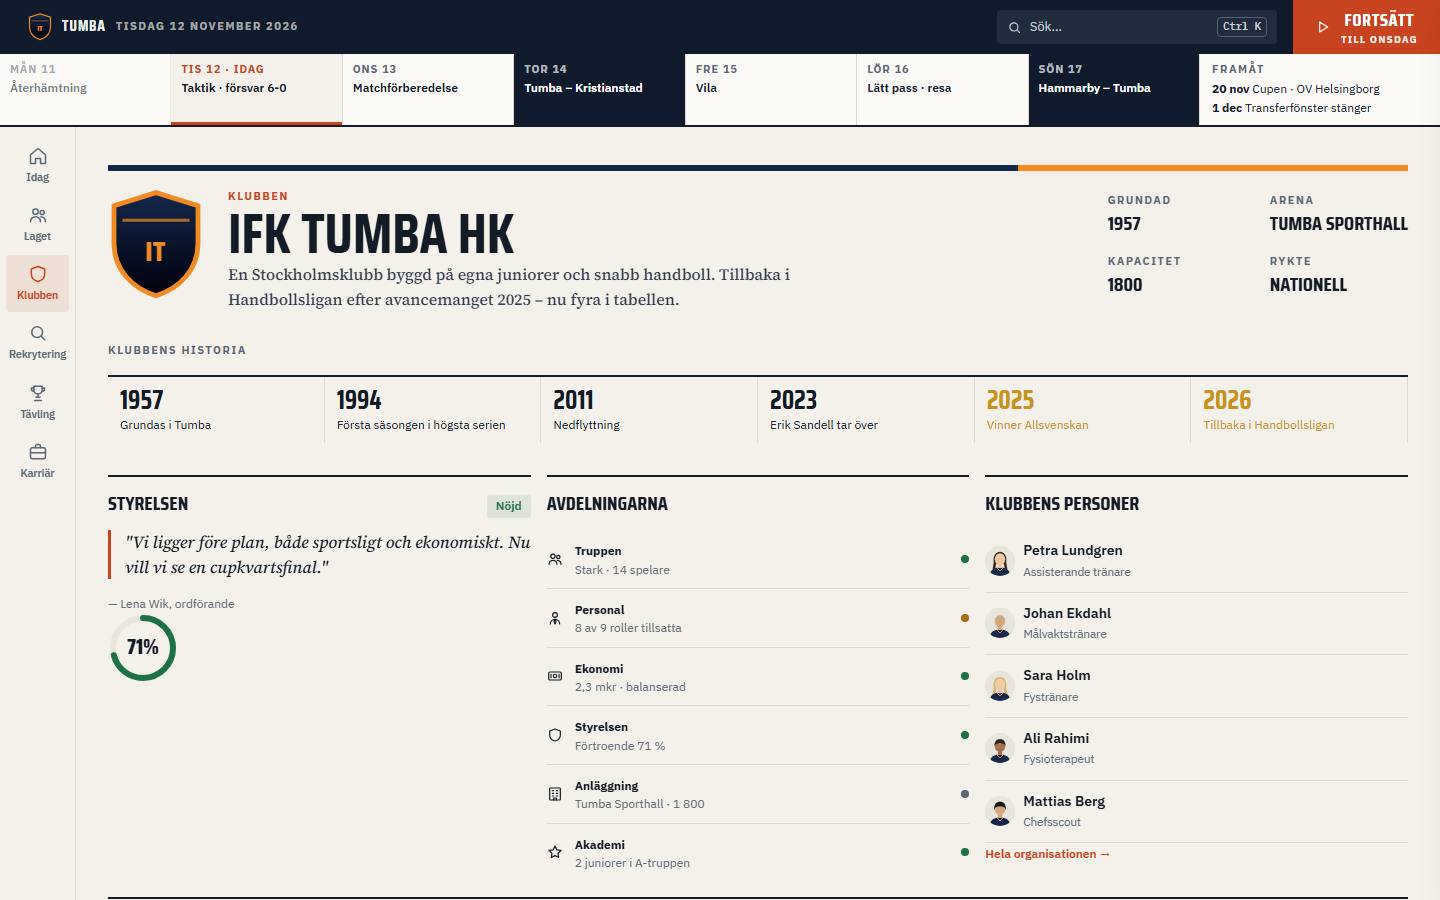 IT
TUMBA
TISDAG 12 NOVEMBER 2026
Sök...
Ctrl K
FORTSÄTT
TILL ONSDAG
MÅN 11
Återhämtning
TIS 12 · IDAG
Taktik · försvar 6-0
ONS 13
Matchförberedelse
TOR 14
Tumba – Kristianstad
FRE 15
Vila
LÖR 16
Lätt pass · resa
SÖN 17
Hammarby – Tumba
FRAMÅT
20 nov Cupen · OV Helsingborg
1 dec Transferfönster stänger
Idag
Laget
Klubben
Rekrytering
Tävling
Karriär
IT
KLUBBEN
IFK TUMBA HK
En Stockholmsklubb byggd på egna juniorer och snabb handboll. Tillbaka i
Handbollsligan efter avancemanget 2025 – nu fyra i tabellen.
GRUNDAD
1957
ARENA
TUMBA SPORTHALL
KAPACITET
1800
RYKTE
NATIONELL
KLUBBENS HISTORIA
1957
Grundas i Tumba
1994
Första säsongen i högsta serien
2011
Nedflyttning
2023
Erik Sandell tar över
2025
Vinner Allsvenskan
2026
Tillbaka i Handbollsligan
STYRELSEN
Nöjd
"Vi ligger före plan, både sportsligt och ekonomiskt. Nu
vill vi se en cupkvartsfinal."
— Lena Wik, ordförande
71%
AVDELNINGARNA
Truppen
Stark · 14 spelare
Personal
8 av 9 roller tillsatta
Ekonomi
2,3 mkr · balanserad
Styrelsen
Förtroende 71 %
Anläggning
Tumba Sporthall · 1 800
Akademi
2 juniorer i A-truppen
KLUBBENS PERSONER
Petra Lundgren
Assisterande tränare
Johan Ekdahl
Målvaktstränare
Sara Holm
Fystränare
Ali Rahimi
Fysioterapeut
Mattias Berg
Chefsscout
Hela organisationen →